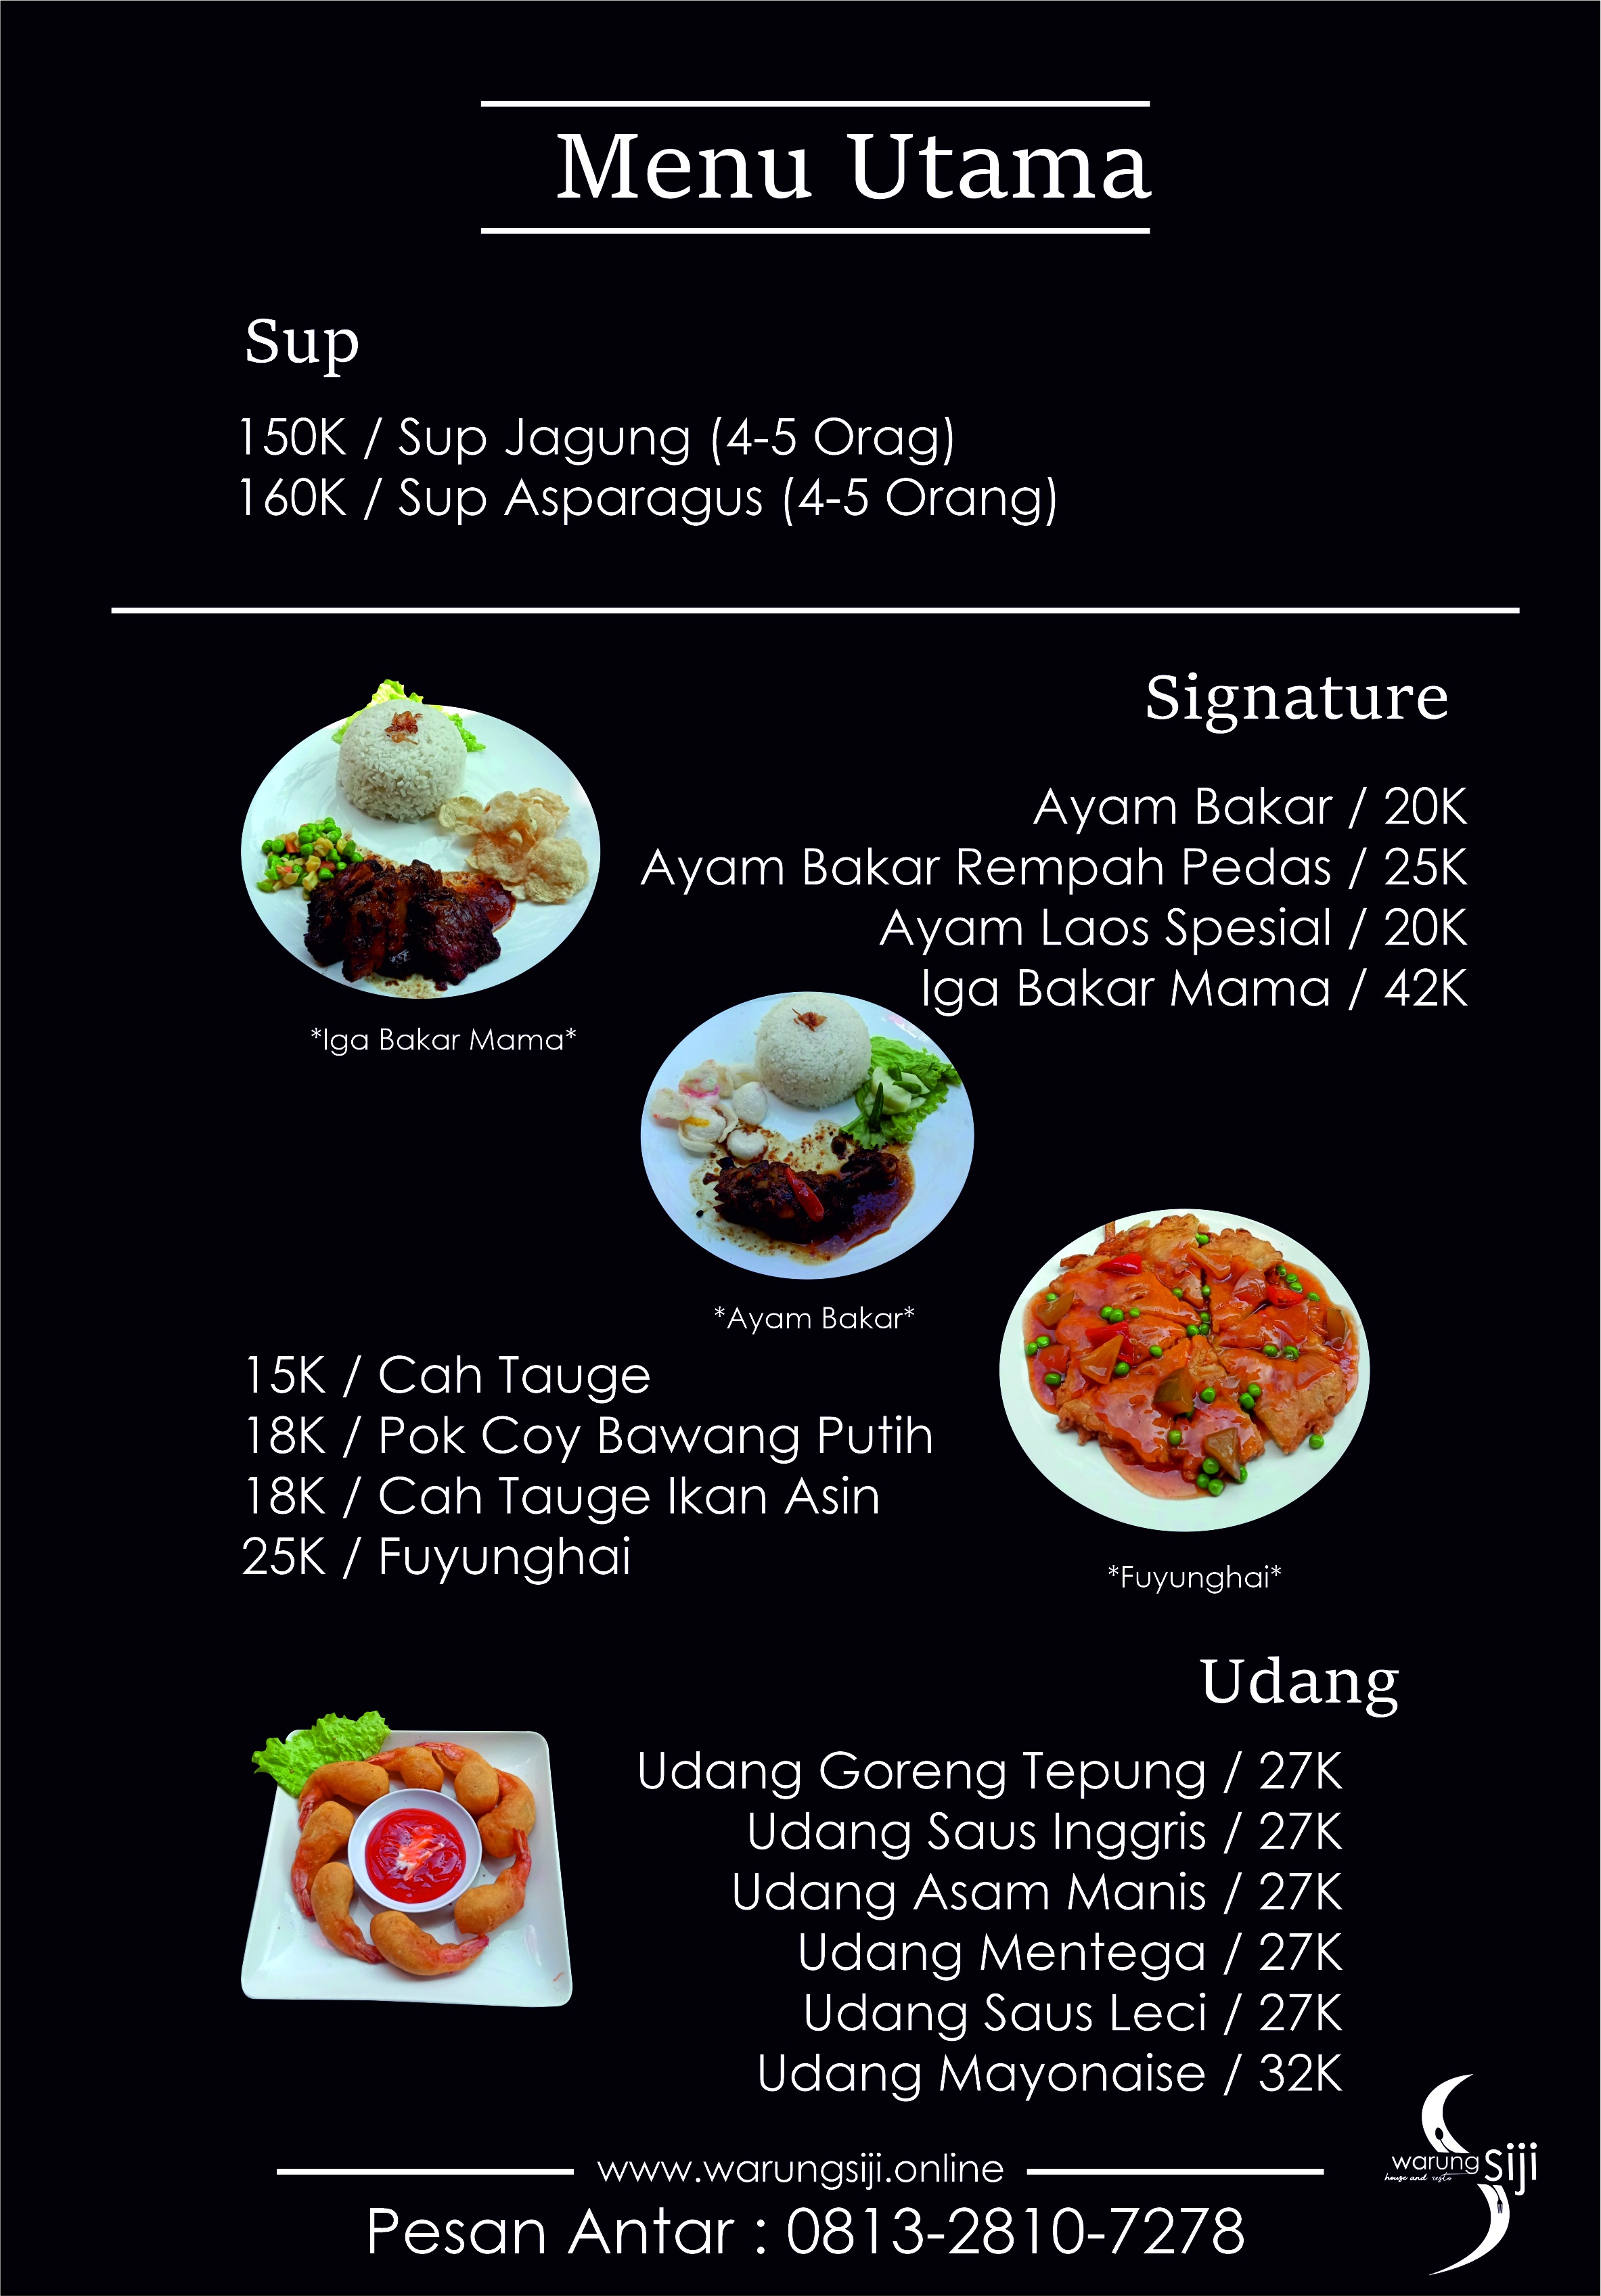 Menu Utama
Sup
150K / Sup Jagung (4-5 Orag)
160K / Sup Asparagus (4-5 Orang)
Signature
Ayam Bakar / 20K
Ayam Bakar Rempah Pedas / 25K
Ayam Laos Spesial / 20K
Iga Bakar Mama / 42K
*Iga Bakar Mama*
*Ayam Bakar*
15K / Cah Tauge
18K / Pok Coy Bawang Putih
18K / Cah Tauge Ikan Asin
25K / Fuyunghai
*Fuyunghai*
Udang
Udang Goreng Tepung / 27K
Udang Saus Inggris / 27K
Udang Asam Manis / 27K
Udang Mentega / 27K
Udang Saus Leci / 27K
Udang Mayonaise / 32K
www.warungsiji.online
Pesan Antar : 0813-2810-7278
warung siji
house and resto